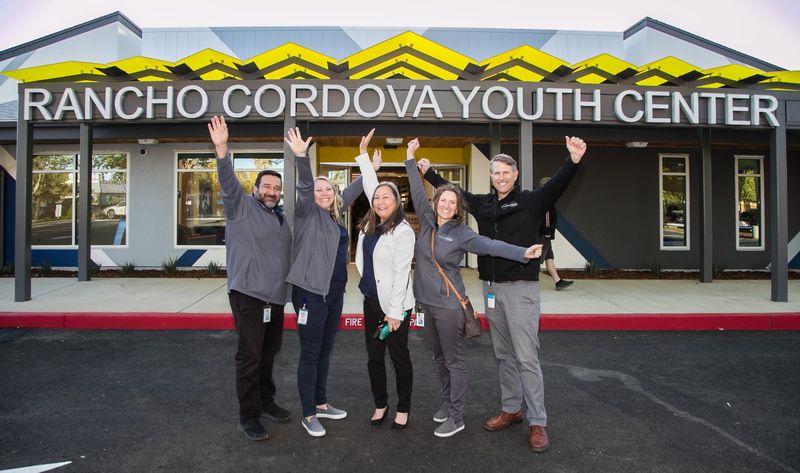 RANCHO CORDOVA YOUTH CENTER
FIRE